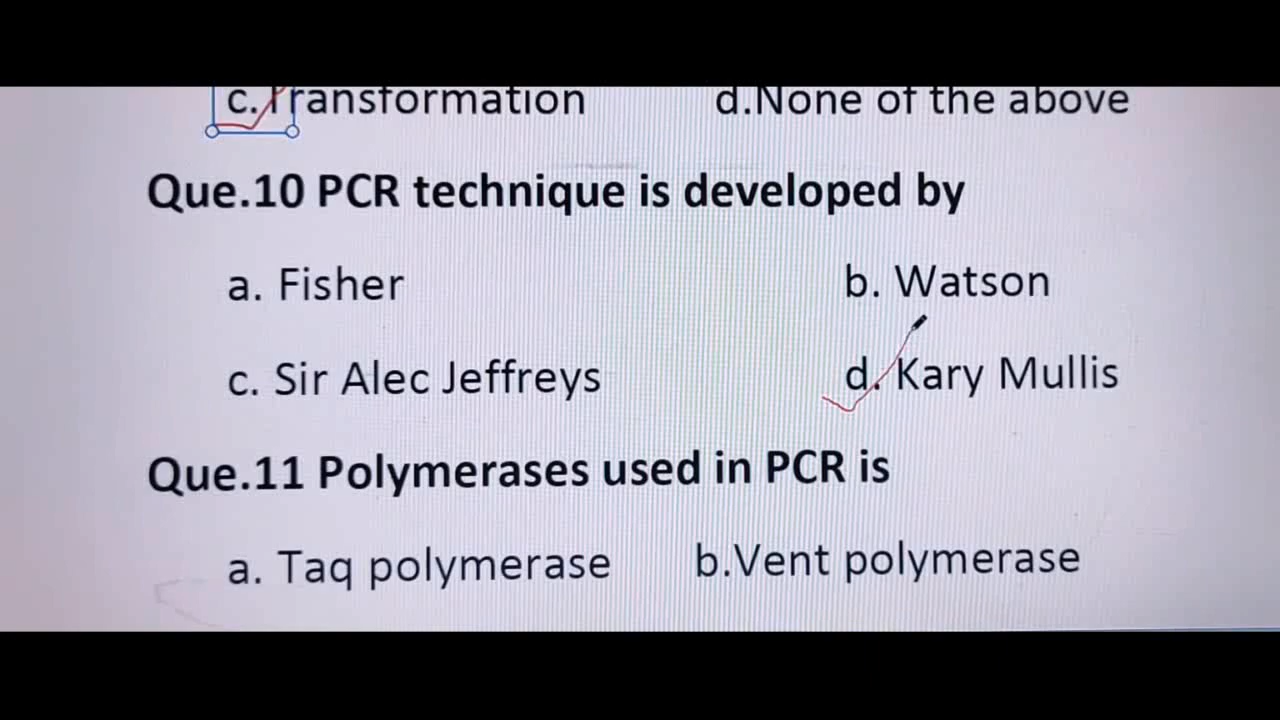 c. Transformation d.None of the above
Que.10 PCR technique is developed by
a. Fisher b. Watson
c. Sir Alec Jeffreys d. Kary Mullis
Que.11 Polymerases used in PCR is
a. Taq polymerase b.Vent polymerase